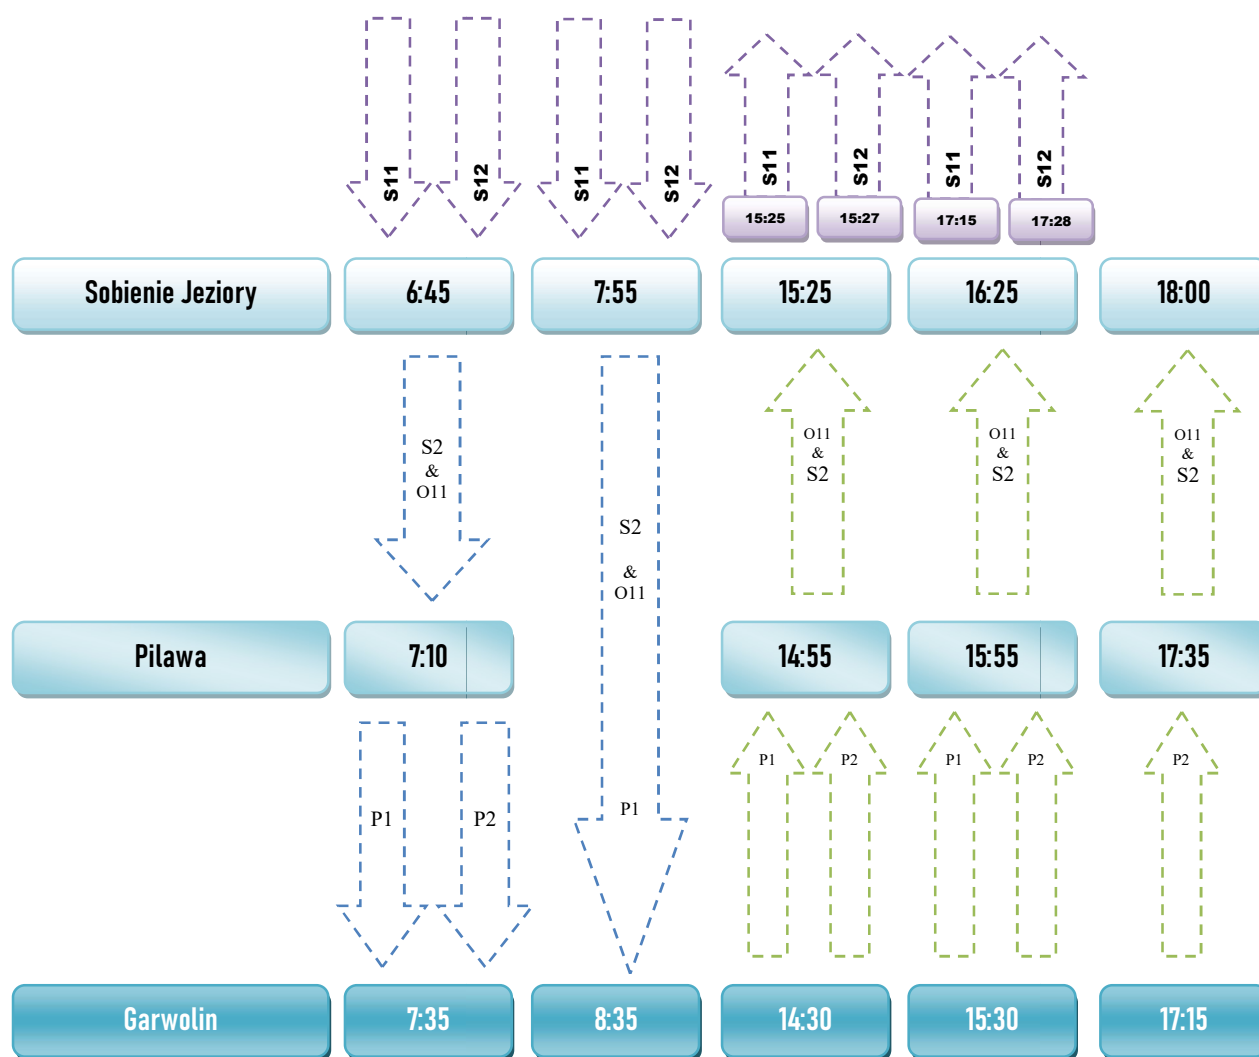 S11
S12
S11
S12
S11
S12
S11
S12
15:25
15:27
17:15
17:28
Sobienie Jeziory
6:45
7:55
15:25
16:25
18:00
S2
&
O11
S2
&
O11
P1
O11
&
S2
O11
&
S2
O11
&
S2
Pilawa
7:10
14:55
15:55
17:35
P1
P2
P1
P2
P1
P2
P2
Garwolin
7:35
8:35
14:30
15:30
17:15